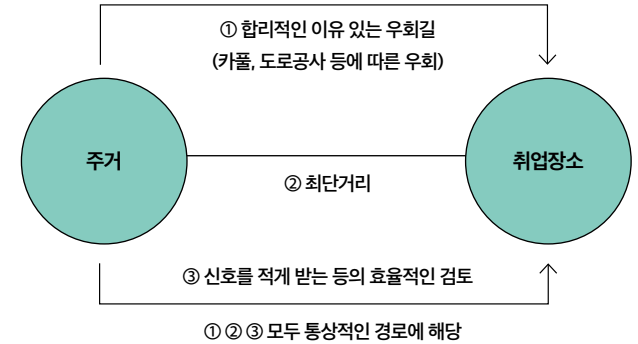 ① 합리적인 이유 있는 우회길
(카풀, 도로공사 등에 따른 우회)
주거
취업장소
② 최단거리
③ 신호를 적게 받는 등의 효율적인 검토
① ② ③ 모두 통상적인 경로에 해당